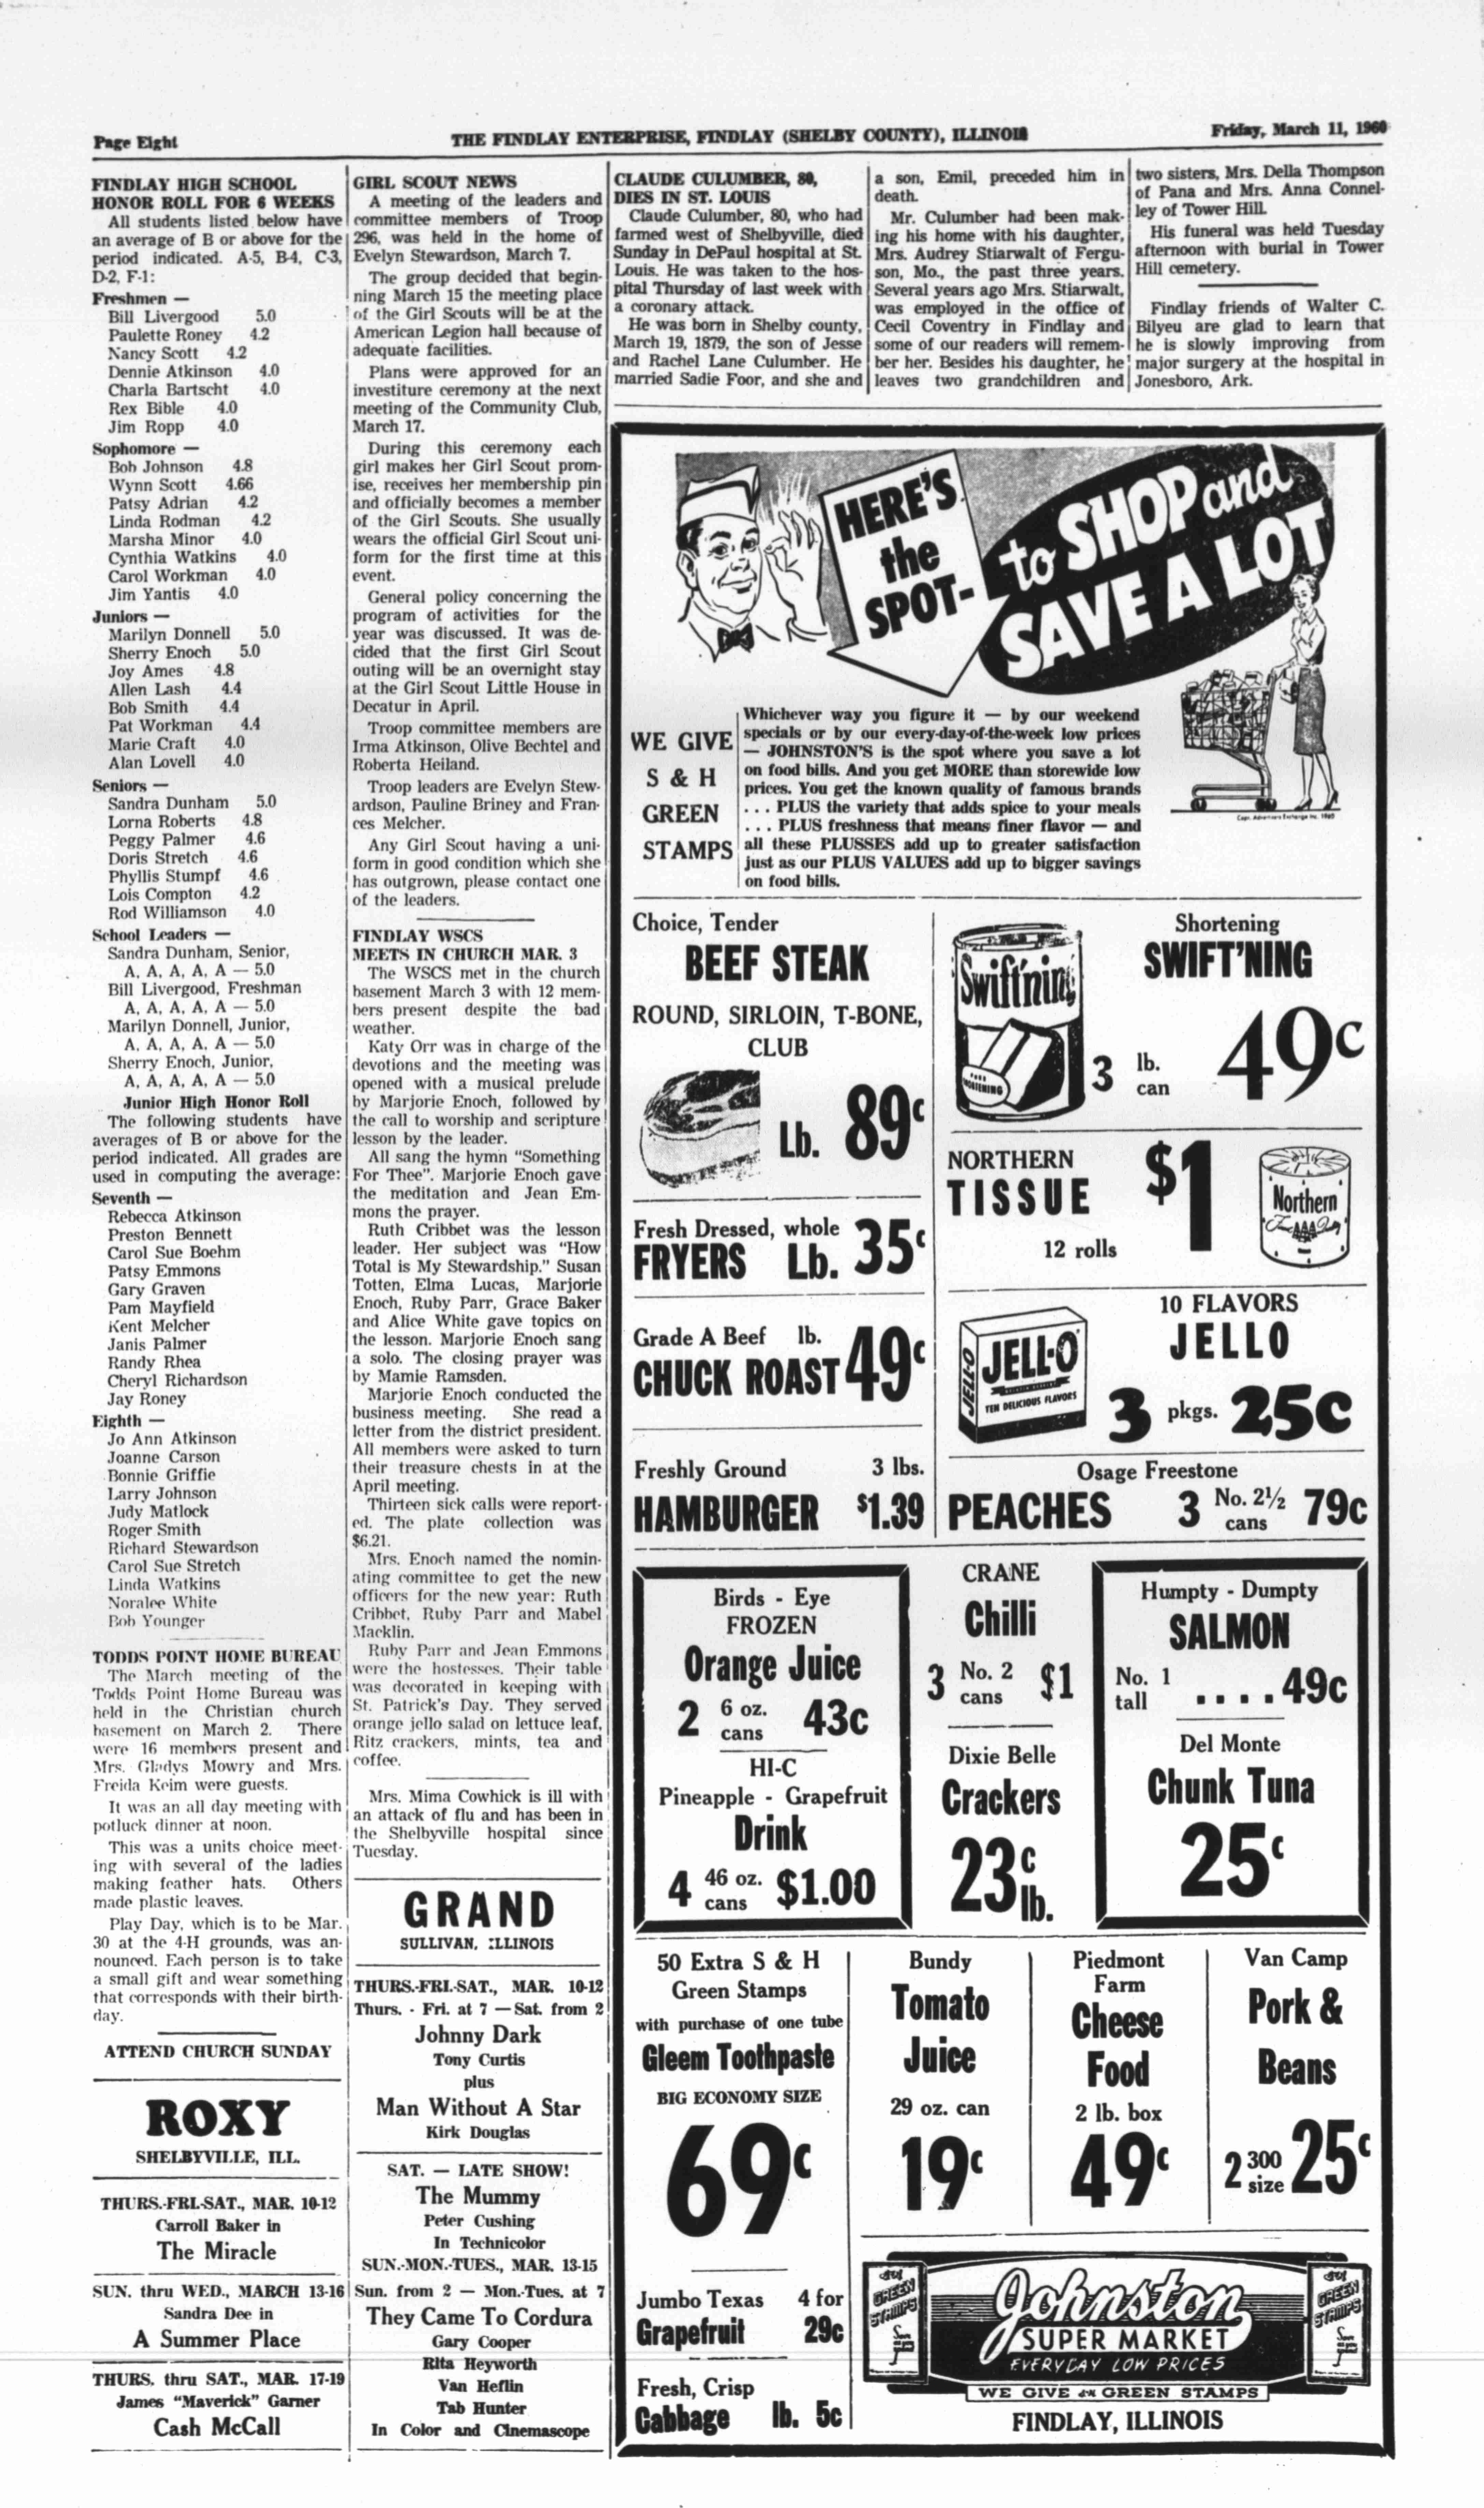 Page Eight
THE FINDLAY ENTERPRISE, FINDLAY (SHELBY COUNTY), ILLINOIS
Friday, March 11, 1960
FINDLAY HIGH SCHOOL
HONOR ROLL FOR 6 WEEKS
All students listed below have
an average of B or above for the
period indicated. A-5, B-4, C-3,
D-2, F-1:
Freshmen —
Bill Livergood 5.0
Paulette Roney 4.2
Nancy Scott 4.2
Dennie Atkinson 4.0
Charla Bartscht 4.0
Rex Bible 4.0
Jim Ropp 4.0
Sophomore —
Bob Johnson 4.8
Wynn Scott 4.66
Patsy Adrian 4.2
Linda Rodman 4.2
Marsha Minor 4.0
Cynthia Watkins 4.0
Carol Workman 4.0
Jim Yantis 4.0
Juniors —
Marilyn Donnell 5.0
Sherry Enoch 5.0
Joy Ames 4.8
Allen Lash 4.4
Bob Smith 4.4
Pat Workman 4.4
Marie Craft 4.0
Alan Lovell 4.0
Seniors —
Sandra Dunham 5.0
Lorna Roberts 4.8
Peggy Palmer 4.6
Doris Stretch 4.6
Phyllis Stumpf 4.6
Lois Compton 4.2
Rod Williamson 4.0
School Leaders —
Sandra Dunham, Senior,
A, A, A, A, A — 5.0
Bill Livergood, Freshman
A, A, A, A, A — 5.0
Marilyn Donnell, Junior,
A, A, A, A, A — 5.0
Sherry Enoch, Junior,
A, A, A, A, A — 5.0
Junior High Honor Roll
The following students have
averages of B or above for the
period indicated. All grades are
used in computing the average:
Seventh —
Rebecca Atkinson
Preston Bennett
Carol Sue Boehm
Patsy Emmons
Gary Graven
Pam Mayfield
Kent Melcher
Janis Palmer
Randy Rhea
Cheryl Richardson
Jay Roney
Eighth —
Jo Ann Atkinson
Joanne Carson
Bonnie Griffie
Larry Johnson
Judy Matlock
Roger Smith
Richard Stewardson
Carol Sue Stretch
Linda Watkins
Noralee White
Bob Younger
TODDS POINT HOME BUREAU
The March meeting of the
Todds Point Home Bureau was
held in the Christian church
basement on March 2. There
were 16 members present and
Mrs. Gladys Mowry and Mrs.
Freida Keim were guests.
It was an all day meeting with
potluck dinner at noon.
This was a units choice meet-
ing with several of the ladies
making feather hats. Others
made plastic leaves.
Play Day, which is to be Mar.
30 at the 4-H grounds, was an-
nounced. Each person is to take
a small gift and wear something
that corresponds with their birth-
day.
ATTEND CHURCH SUNDAY
ROXY
SHELBYVILLE, ILL.
THURS.-FRI.-SAT., MAR. 10-12
Carroll Baker in
The Miracle
SUN. thru WED., MARCH 13-16
Sandra Dee in
A Summer Place
THURS. thru SAT., MAR. 17-19
James "Maverick" Garner
Cash McCall
GIRL SCOUT NEWS
A meeting of the leaders and
committee members of Troop
296, was held in the home of
Evelyn Stewardson, March 7.
The group decided that begin-
ning March 15 the meeting place
of the Girl Scouts will be at the
American Legion hall because of
adequate facilities.
Plans were approved for an
investiture ceremony at the next
meeting of the Community Club,
March 17.
During this ceremony each
girl makes her Girl Scout prom-
ise, receives her membership pin
and officially becomes a member
of the Girl Scouts. She usually
wears the official Girl Scout uni-
form for the first time at this
event.
General policy concerning the
program of activities for the
year was discussed. It was de-
cided that the first Girl Scout
outing will be an overnight stay
at the Girl Scout Little House in
Decatur in April.
Troop committee members are
Irma Atkinson, Olive Bechtel and
Roberta Heiland.
Troop leaders are Evelyn Stew-
ardson, Pauline Briney and Fran-
ces Melcher.
Any Girl Scout having a uni-
form in good condition which she
has outgrown, please contact one
of the leaders.
FINDLAY WSCS
MEETS IN CHURCH MAR. 3
The WSCS met in the church
basement March 3 with 12 mem-
bers present despite the bad
weather.
Katy Orr was in charge of the
devotions and the meeting was
opened with a musical prelude
by Marjorie Enoch, followed by
the call to worship and scripture
lesson by the leader.
All sang the hymn "Something
For Thee". Marjorie Enoch gave
the meditation and Jean Em-
mons the prayer.
Ruth Cribbet was the lesson
leader. Her subject was "How
Total is My Stewardship." Susan
Totten, Elma Lucas, Marjorie
Enoch, Ruby Parr, Grace Baker
and Alice White gave topics on
the lesson. Marjorie Enoch sang
a solo. The closing prayer was
by Mamie Ramsden.
Marjorie Enoch conducted the
business meeting. She read a
letter from the district president.
All members were asked to turn
their treasure chests in at the
April meeting.
Thirteen sick calls were report-
ed. The plate collection was
$6.21.
Mrs. Enoch named the nomin-
ating committee to get the new
officers for the new year: Ruth
Cribbet, Ruby Parr and Mabel
Macklin.
Ruby Parr and Jean Emmons
were the hostesses. Their table
was decorated in keeping with
St. Patrick's Day. They served
orange jello salad on lettuce leaf,
Ritz crackers, mints, tea and
coffee.
Mrs. Mima Cowhick is ill with
an attack of flu and has been in
the Shelbyville hospital since
Tuesday.
GRAND
SULLIVAN, ILLINOIS
THURS.-FRI.-SAT., MAR. 10-12
Thurs. - Fri. at 7 — Sat. from 2
Johnny Dark
Tony Curtis
plus
Man Without A Star
Kirk Douglas
SAT. — LATE SHOW!
The Mummy
Peter Cushing
In Technicolor
SUN.-MON.-TUES., MAR. 13-15
Sun. from 2 — Mon.-Tues. at 7
They Came To Cordura
Gary Cooper
Rita Heyworth
Van Heflin
Tab Hunter
In Color and Cinemascope
CLAUDE CULUMBER, 80,
DIES IN ST. LOUIS
Claude Culumber, 80, who had
farmed west of Shelbyville, died
Sunday in DePaul hospital at St.
Louis. He was taken to the hos-
pital Thursday of last week with
a coronary attack.
He was born in Shelby county,
March 19, 1879, the son of Jesse
and Rachel Lane Culumber. He
married Sadie Foor, and she and
a son, Emil, preceded him in
death.
Mr. Culumber had been mak-
ing his home with his daughter,
Mrs. Audrey Stiarwalt of Fergu-
son, Mo., the past three years.
Several years ago Mrs. Stiarwalt,
was employed in the office of
Cecil Coventry in Findlay and
some of our readers will remem-
ber her. Besides his daughter, he
leaves two grandchildren and
two sisters, Mrs. Della Thompson
of Pana and Mrs. Anna Connel-
ley of Tower Hill.
His funeral was held Tuesday
afternoon with burial in Tower
Hill cemetery.
Findlay friends of Walter C.
Bilyeu are glad to learn that
he is slowly improving from
major surgery at the hospital in
Jonesboro, Ark.
HERE'S
the
SPOT-
to SHOP and
SAVE A LOT
WE GIVE
S & H
GREEN
STAMPS
Whichever way you figure it — by our weekend
specials or by our every-day-of-the-week low prices
— JOHNSTON'S is the spot where you save a lot
on food bills. And you get MORE than storewide low
prices. You get the known quality of famous brands
. . . PLUS the variety that adds spice to your meals
. . . PLUS freshness that means finer flavor — and
all these PLUSSES add up to greater satisfaction
just as our PLUS VALUES add up to bigger savings
on food bills.
Choice, Tender
BEEF STEAK
ROUND, SIRLOIN, T-BONE,
CLUB
Lb. 89c
Fresh Dressed, whole
FRYERS Lb. 35c
Grade A Beef lb.
CHUCK ROAST 49c
Freshly Ground 3 lbs.
HAMBURGER $1.39
Shortening
SWIFT'NING
Swift'ning
SHORTENING
3 lb. can 49c
NORTHERN
TISSUE $1
12 rolls
Northern
10 FLAVORS
JELLO
JELL-O
JELL-O
TEN DELICIOUS FLAVORS
3 pkgs. 25c
Osage Freestone
PEACHES 3 No. 2½ cans 79c
Birds - Eye
FROZEN
Orange Juice
2 6 oz. cans 43c
HI-C
Pineapple - Grapefruit
Drink
4 46 oz. cans $1.00
CRANE
Chilli
3 No. 2 cans $1
Dixie Belle
Crackers
23c lb.
Humpty - Dumpty
SALMON
No. 1 tall . . . . 49c
Del Monte
Chunk Tuna
25c
50 Extra S & H
Green Stamps
with purchase of one tube
Gleem Toothpaste
BIG ECONOMY SIZE
69c
Jumbo Texas 4 for
Grapefruit 29c
Fresh, Crisp
Cabbage lb. 5c
Bundy
Tomato
Juice
29 oz. can
19c
Piedmont
Farm
Cheese
Food
2 lb. box
49c
Van Camp
Pork &
Beans
2 300 size 25c
S&H
GREEN
STAMPS
Johnston
SUPER MARKET
EVERYDAY LOW PRICES
WE GIVE S&H GREEN STAMPS
S&H
GREEN
STAMPS
FINDLAY, ILLINOIS